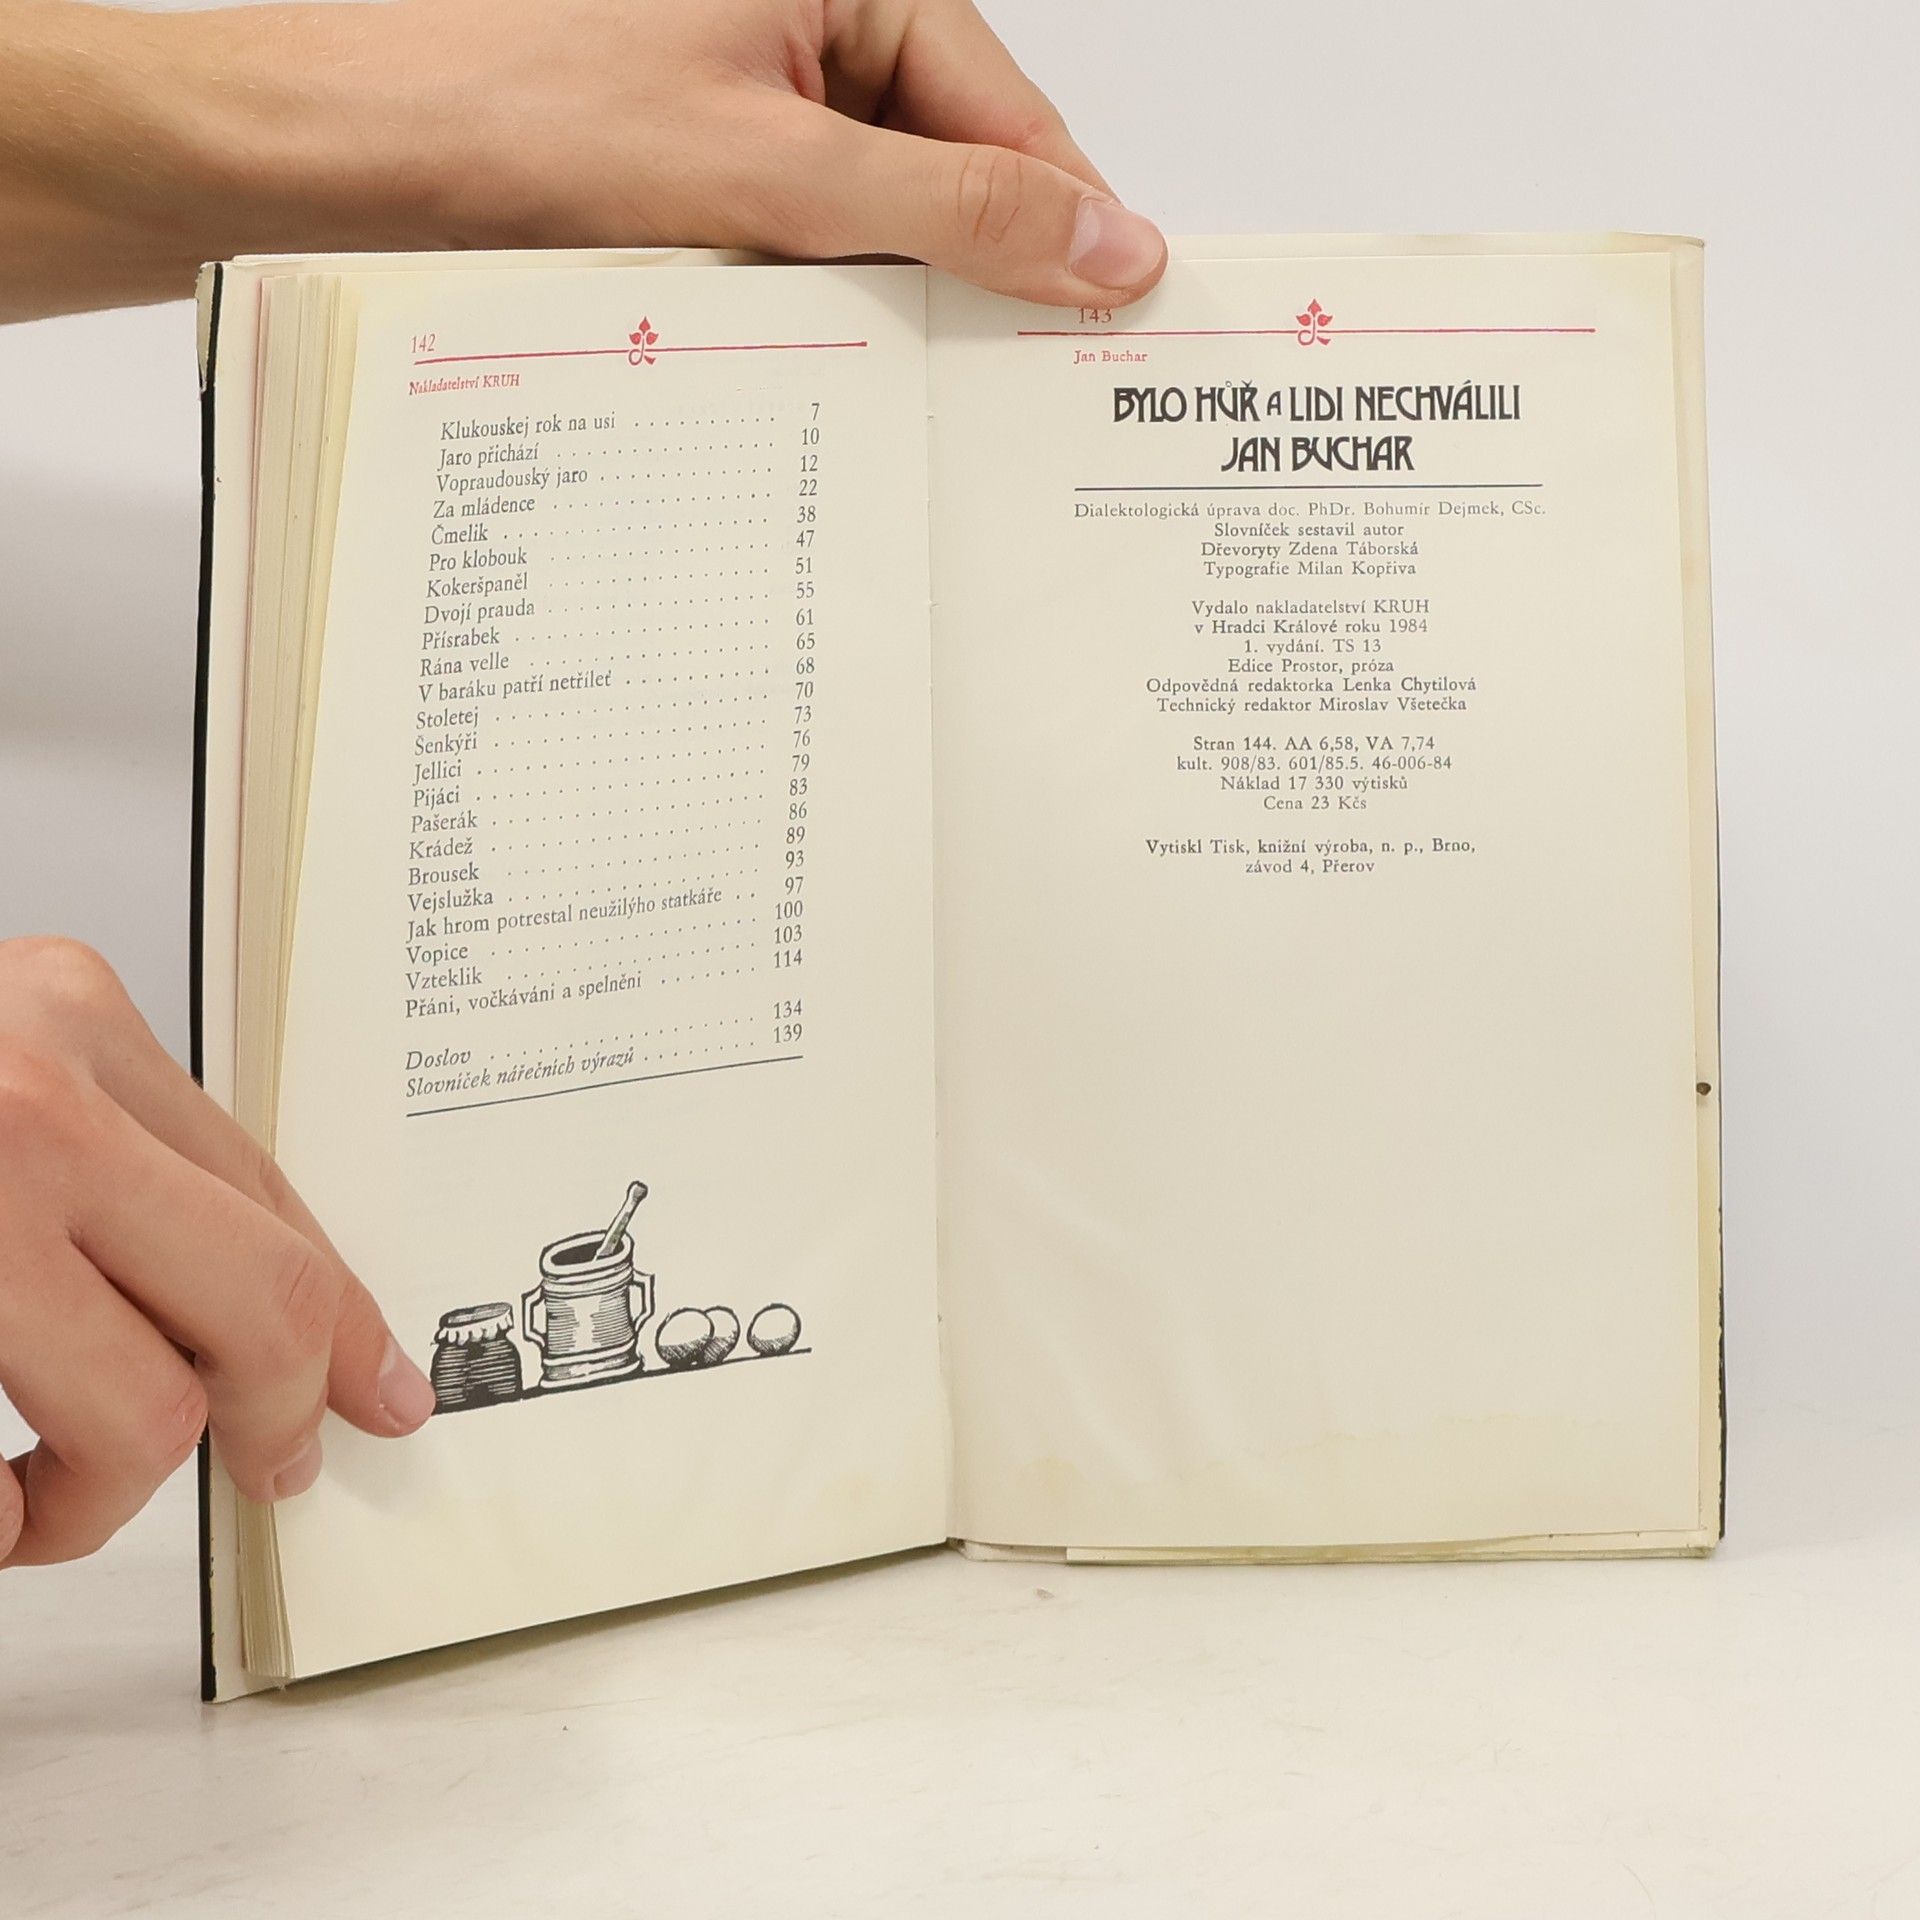 142
Nakladatelství KRUH
Klukouskej rok na usi . . . . . . . . . . 7
Jaro přichází . . . . . . . . . . . . . . . 10
Vopraudouský jaro . . . . . . . . . . . . 12
Za mládence . . . . . . . . . . . . . . . 22
Čmelik . . . . . . . . . . . . . . . . . . 38
Pro klobouk . . . . . . . . . . . . . . . 47
Kokeršpaněl . . . . . . . . . . . . . . . 51
Dvojí prauda . . . . . . . . . . . . . . . 55
Přísrabek . . . . . . . . . . . . . . . . . 61
Rána velle . . . . . . . . . . . . . . . . 65
V baráku patří netříleť . . . . . . . . . . 68
Stoletej . . . . . . . . . . . . . . . . . . 70
Šenkýři . . . . . . . . . . . . . . . . . . 73
Jellici . . . . . . . . . . . . . . . . . . . 76
Pijáci . . . . . . . . . . . . . . . . . . . 79
Pašerák . . . . . . . . . . . . . . . . . . 83
Krádež . . . . . . . . . . . . . . . . . . 86
Brousek . . . . . . . . . . . . . . . . . . 89
Vejslužka . . . . . . . . . . . . . . . . . 93
Jak hrom potrestal neužilýho statkáře . . 97
Vopice . . . . . . . . . . . . . . . . . . 100
Vzteklik . . . . . . . . . . . . . . . . . 103
Přáni, vočkáváni a spelněni . . . . . . . 114
Doslov . . . . . . . . . . . . . . . . . . 134
Slovníček nářečních výrazů . . . . . . . . 139
143
Jan Buchar
BYLO HŮŘ A LIDI NECHVÁLILI
JAN BUCHAR
Dialektologická úprava doc. PhDr. Bohumír Dejmek, CSc.
Slovníček sestavil autor
Dřevoryty Zdena Táborská
Typografie Milan Kopřiva
Vydalo nakladatelství KRUH
v Hradci Králové roku 1984
1. vydání. TS 13
Edice Prostor, próza
Odpovědná redaktorka Lenka Chytilová
Technický redaktor Miroslav Všetečka
Stran 144. AA 6,58, VA 7,74
kult. 908/83. 601/85.5. 46-006-84
Náklad 17 330 výtisků
Cena 23 Kčs
Vytiskl Tisk, knižní výroba, n. p., Brno,
závod 4, Přerov